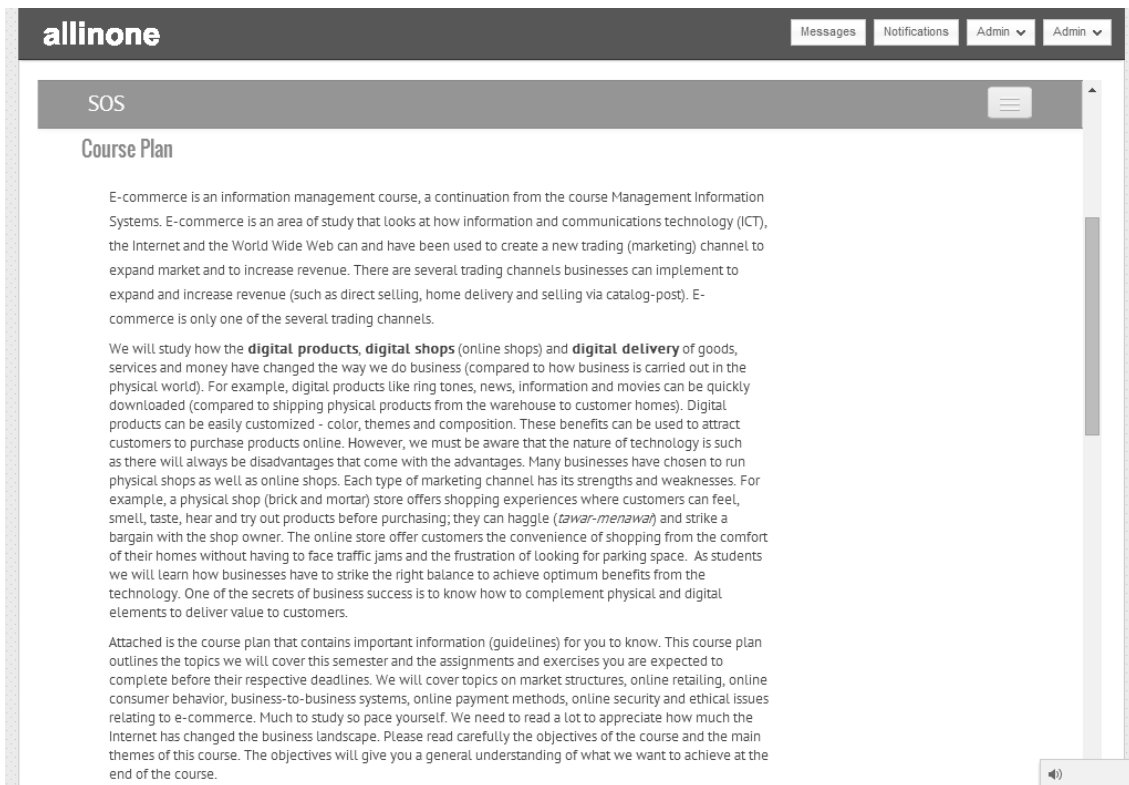 allinone
Messages Notifications Admin Admin
SOS
Course Plan
E-commerce is an information management course, a continuation from the course Management Information
Systems. E-commerce is an area of study that looks at how information and communications technology (ICT),
the Internet and the World Wide Web can and have been used to create a new trading (marketing) channel to
expand market and to increase revenue. There are several trading channels businesses can implement to
expand and increase revenue (such as direct selling, home delivery and selling via catalog-post). E-
commerce is only one of the several trading channels.
We will study how the digital products, digital shops (online shops) and digital delivery of goods,
services and money have changed the way we do business (compared to how business is carried out in the
physical world). For example, digital products like ring tones, news, information and movies can be quickly
downloaded (compared to shipping physical products from the warehouse to customer homes). Digital
products can be easily customized - color, themes and composition. These benefits can be used to attract
customers to purchase products online. However, we must be aware that the nature of technology is such
as there will always be disadvantages that come with the advantages. Many businesses have chosen to run
physical shops as well as online shops. Each type of marketing channel has its strengths and weaknesses. For
example, a physical shop (brick and mortar) store offers shopping experiences where customers can feel,
smell, taste, hear and try out products before purchasing; they can haggle (tawar-menawar) and strike a
bargain with the shop owner. The online store offer customers the convenience of shopping from the comfort
of their homes without having to face traffic jams and the frustration of looking for parking space. As students
we will learn how businesses have to strike the right balance to achieve optimum benefits from the
technology. One of the secrets of business success is to know how to complement physical and digital
elements to deliver value to customers.
Attached is the course plan that contains important information (guidelines) for you to know. This course plan
outlines the topics we will cover this semester and the assignments and exercises you are expected to
complete before their respective deadlines. We will cover topics on market structures, online retailing, online
consumer behavior, business-to-business systems, online payment methods, online security and ethical issues
relating to e-commerce. Much to study so pace yourself. We need to read a lot to appreciate how much the
Internet has changed the business landscape. Please read carefully the objectives of the course and the main
themes of this course. The objectives will give you a general understanding of what we want to achieve at the
end of the course.